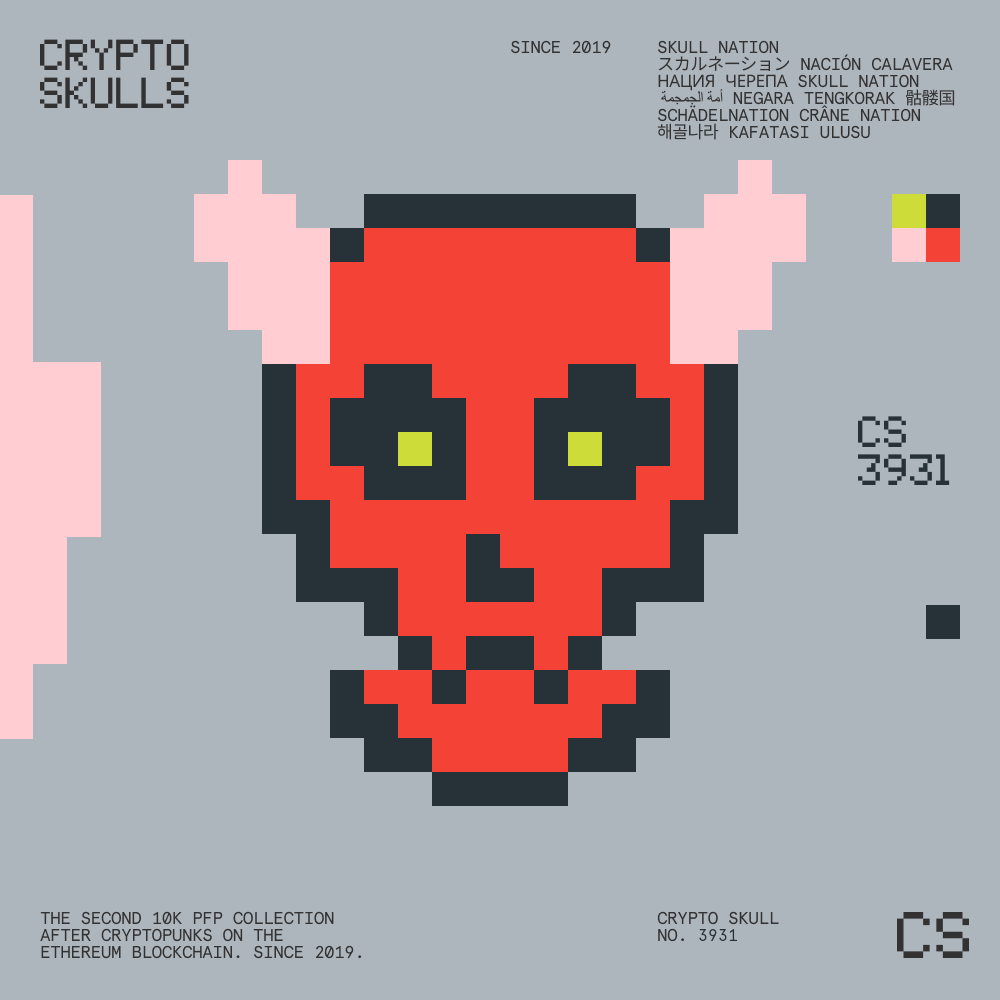 CRYPTO
SKULLS
SINCE 2019
SKULL NATION
スカルネーション NACIÓN CALAVERA
НАЦИЯ ЧЕРЕПА SKULL NATION
أمة الجمجمة NEGARA TENGKORAK 骷髅国
SCHÄDELNATION CRÂNE NATION
해골나라 KAFATASI ULUSU
CS
3931
THE SECOND 10K PFP COLLECTION
AFTER CRYPTOPUNKS ON THE
ETHEREUM BLOCKCHAIN. SINCE 2019.
CRYPTO SKULL
NO. 3931
CS